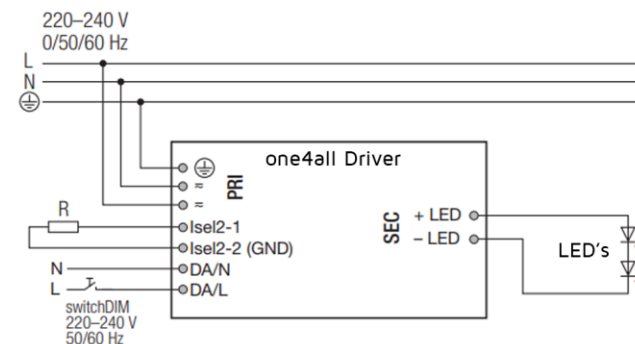 220–240 V
0/50/60 Hz
L
N
one4all Driver
≂
≂
PRI
R
Isel2-1
Isel2-2 (GND)
N
DA/N
L
DA/L
switchDIM
220–240 V
50/60 Hz
SEC
+ LED
– LED
LED's